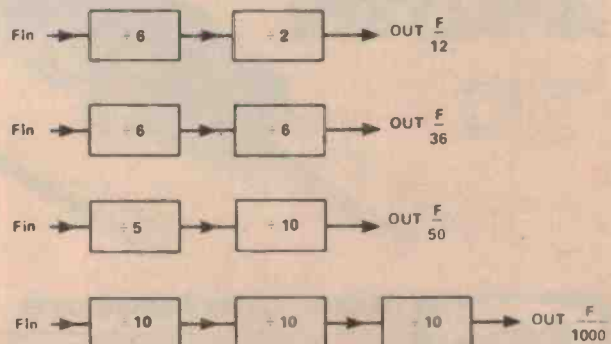 Fin ÷6 ÷2 OUT F/12
Fin ÷6 ÷6 OUT F/36
Fin ÷5 ÷10 OUT F/50
Fin ÷10 ÷10 ÷10 OUT F/1000